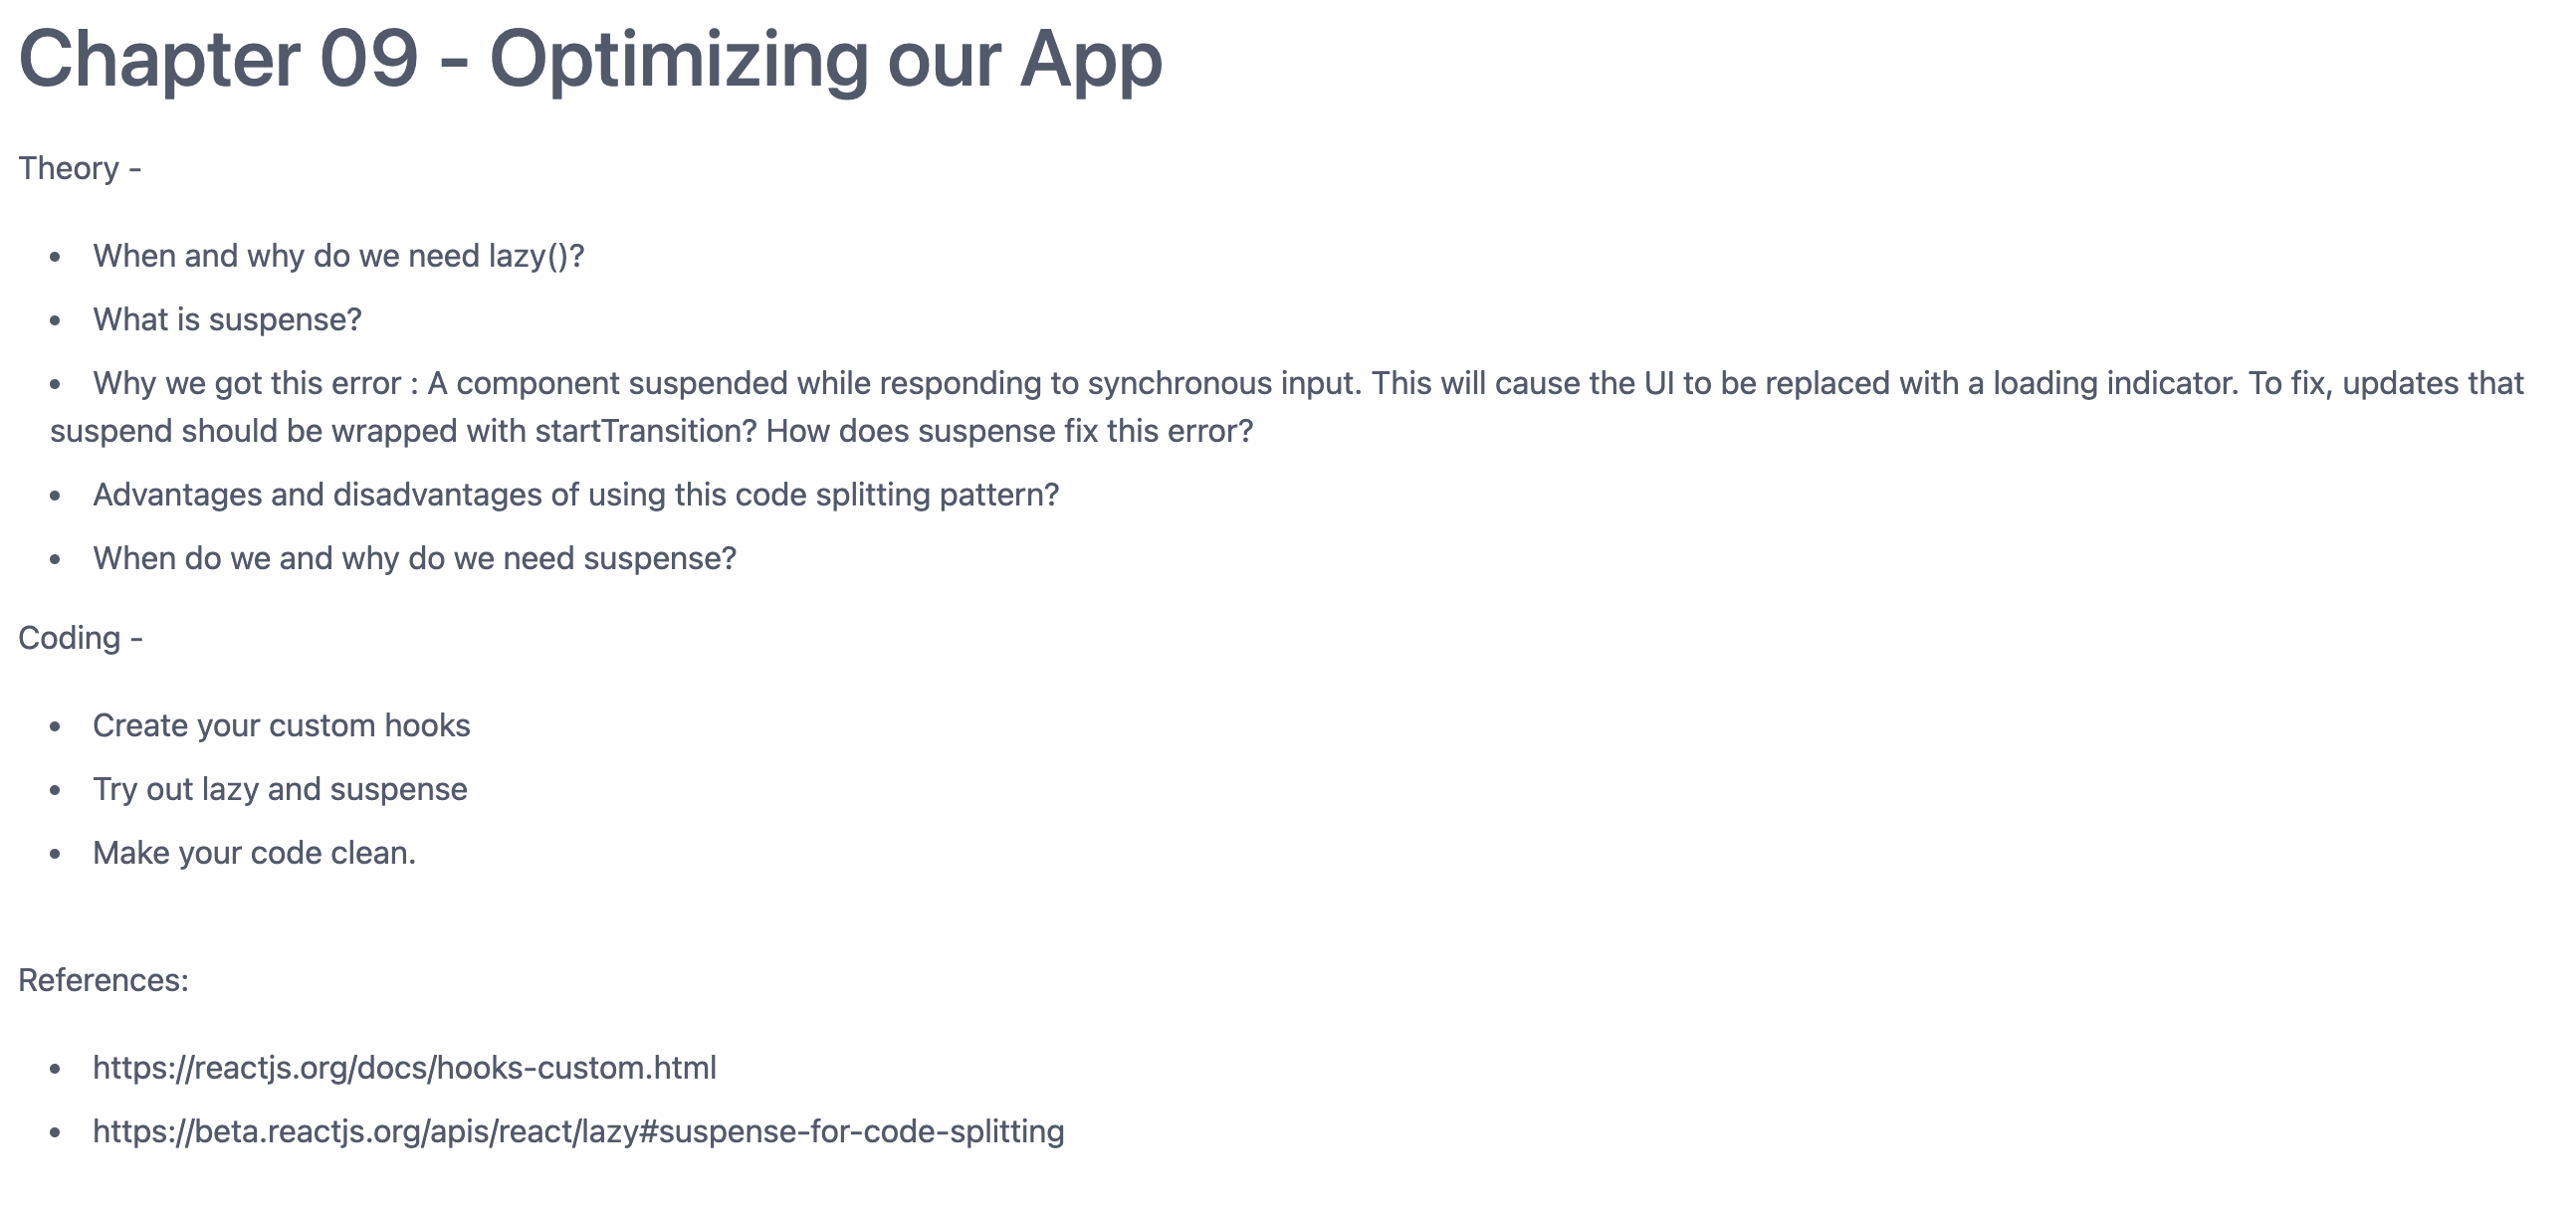 Chapter 09 - Optimizing our App
Theory -
• When and why do we need lazy()?
• What is suspense?
• Why we got this error : A component suspended while responding to synchronous input. This will cause the UI to be replaced with a loading indicator. To fix, updates that
suspend should be wrapped with startTransition? How does suspense fix this error?
• Advantages and disadvantages of using this code splitting pattern?
• When do we and why do we need suspense?
Coding -
• Create your custom hooks
• Try out lazy and suspense
• Make your code clean.
References:
• https://reactjs.org/docs/hooks-custom.html
• https://beta.reactjs.org/apis/react/lazy#suspense-for-code-splitting